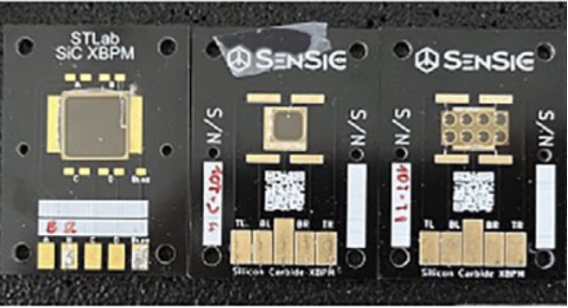 STLab
SiC XBPM
A B
C D
A B C D
SenSiC
S/N
S/N
TL BL BR TR
Silicon Carbide XBPM
SenSiC
S/N
S/N
TL BL BR TR
Silicon Carbide XBPM